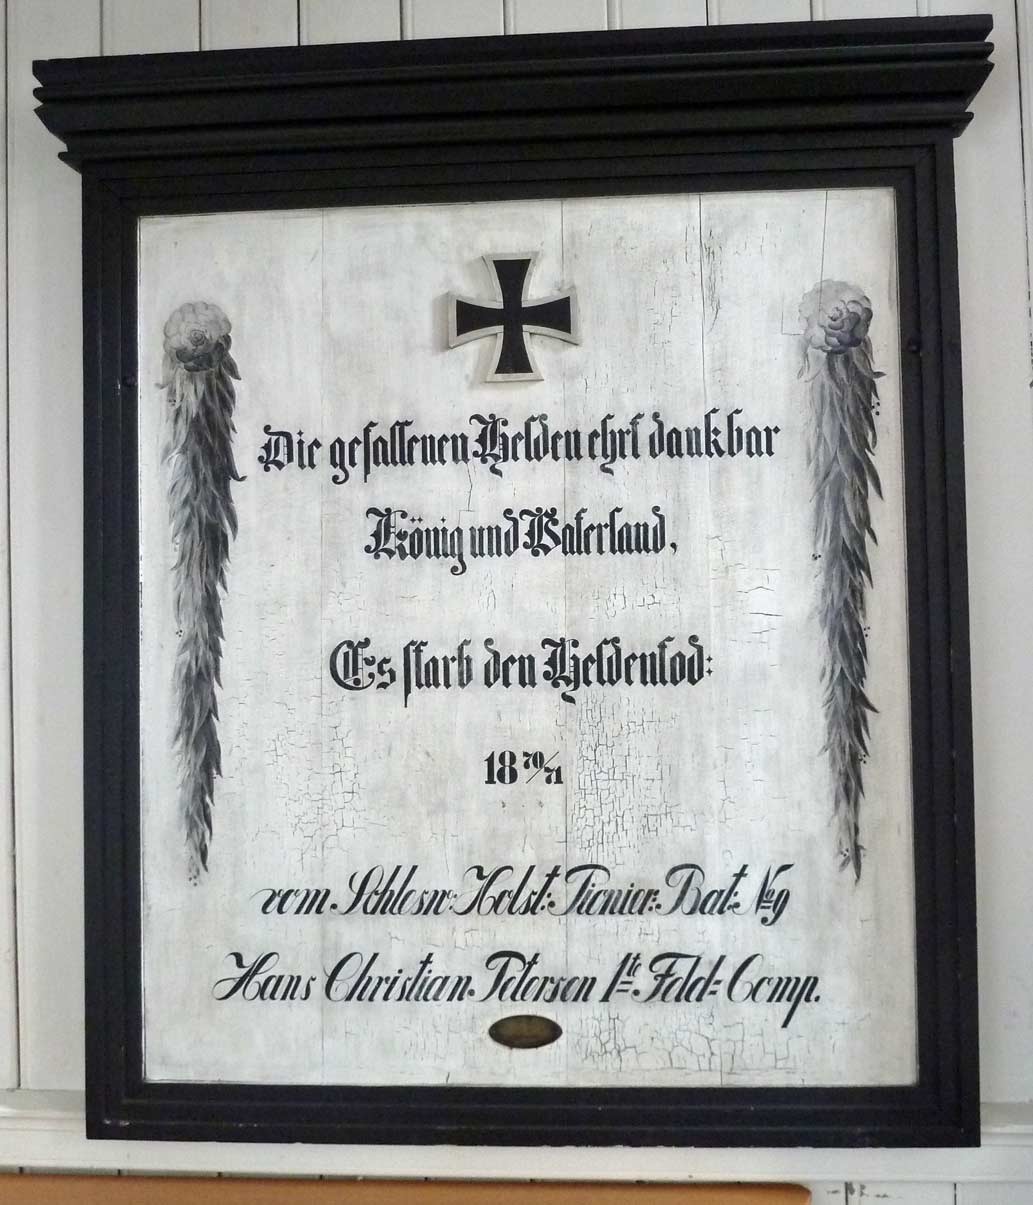 Die gefallenen Helden ehrt dankbar
König und Vaterland,
Es starb den Heldentod:
18 70/71
vom Schlesw: Holst: Pionier: Bat: No 9
Hans Christian Petersen 1te Feld= Comp.